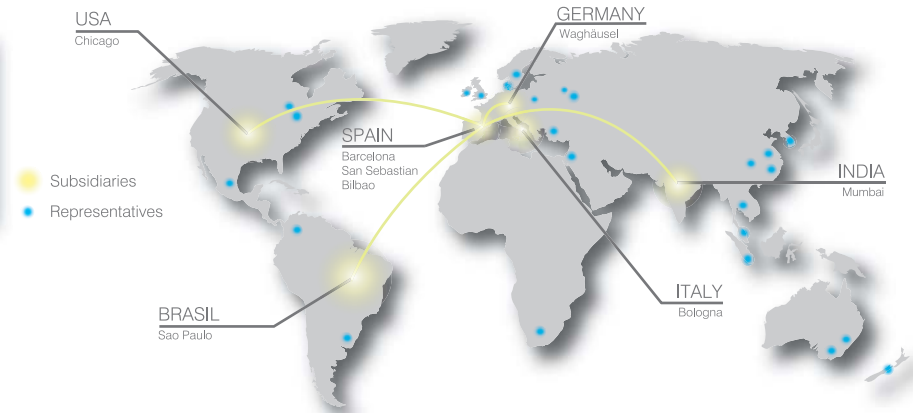 USA
Chicago
GERMANY
Waghäusel
SPAIN
Barcelona
San Sebastian
Bilbao
Subsidiaries
Representatives
INDIA
Mumbai
ITALY
Bologna
BRASIL
Sao Paulo